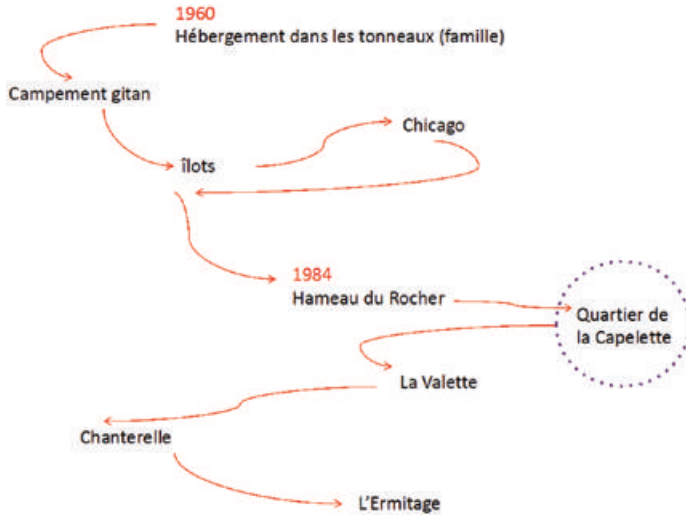 1960
Hébergement dans les tonneaux (famille)
Campement gitan
Chicago
îlots
1984
Hameau du Rocher
Quartier de
la Capelette
La Valette
Chanterelle
L'Ermitage